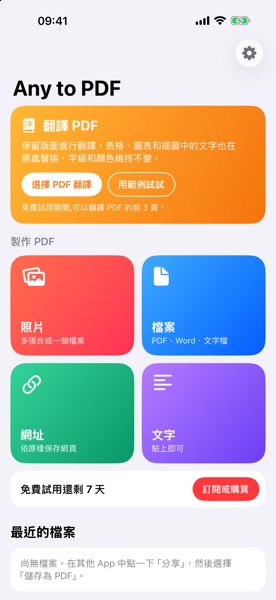 09:41
Any to PDF
翻譯 PDF
保留版面進行翻譯。表格、圖表和插圖中的文字也在
原處替換，字級和顏色維持不變。
選擇 PDF 翻譯
用範例試試
免費試用期間,可以翻譯 PDF 的前 3 頁。
製作 PDF
照片
多張合成一個檔案
檔案
PDF、Word、文字檔
網址
依原樣保存網頁
文字
貼上即可
免費試用還剩 7 天
訂閱或購買
最近的檔案
尚無檔案。在其他 App 中點一下「分享」，然後選擇
「儲存為 PDF」。